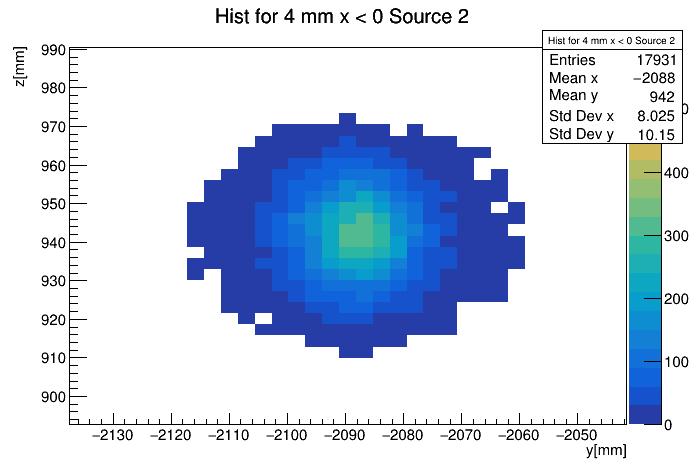 Hist for 4 mm x < 0 Source 2
z[mm]
990
980
970
960
950
940
930
920
910
900
−2130 −2120 −2110 −2100 −2090 −2080 −2070 −2060 −2050
y[mm]
Hist for 4 mm x < 0 Source 2
Entries 17931
Mean x −2088
Mean y 942
Std Dev x 8.025
Std Dev y 10.15
400
300
200
100
0